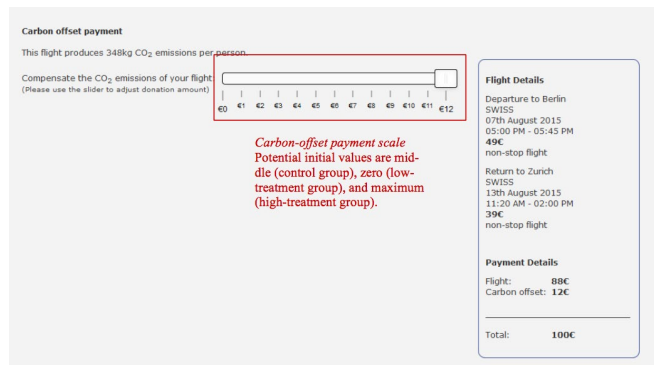 Carbon offset payment
This flight produces 348kg CO₂ emissions per person.
Compensate the CO₂ emissions of your flight:
(Please use the slider to adjust donation amount)
€0 €1 €2 €3 €4 €5 €6 €7 €8 €9 €10 €11 €12
Carbon-offset payment scale
Potential initial values are mid-
dle (control group), zero (low-
treatment group), and maximum
(high-treatment group).
Flight Details
Departure to Berlin
SWISS
07th August 2015
05:00 PM - 05:45 PM
49€
non-stop flight
Return to Zurich
SWISS
13th August 2015
11:20 AM - 02:00 PM
39€
non-stop flight
Payment Details
Flight: 88€
Carbon offset: 12€
Total: 100€